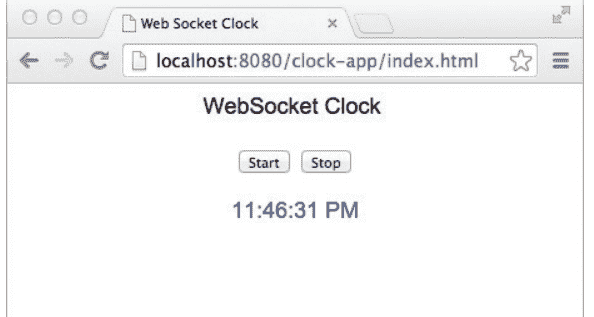 Web Socket Clock
localhost:8080/clock-app/index.html
WebSocket Clock
Start Stop
11:46:31 PM